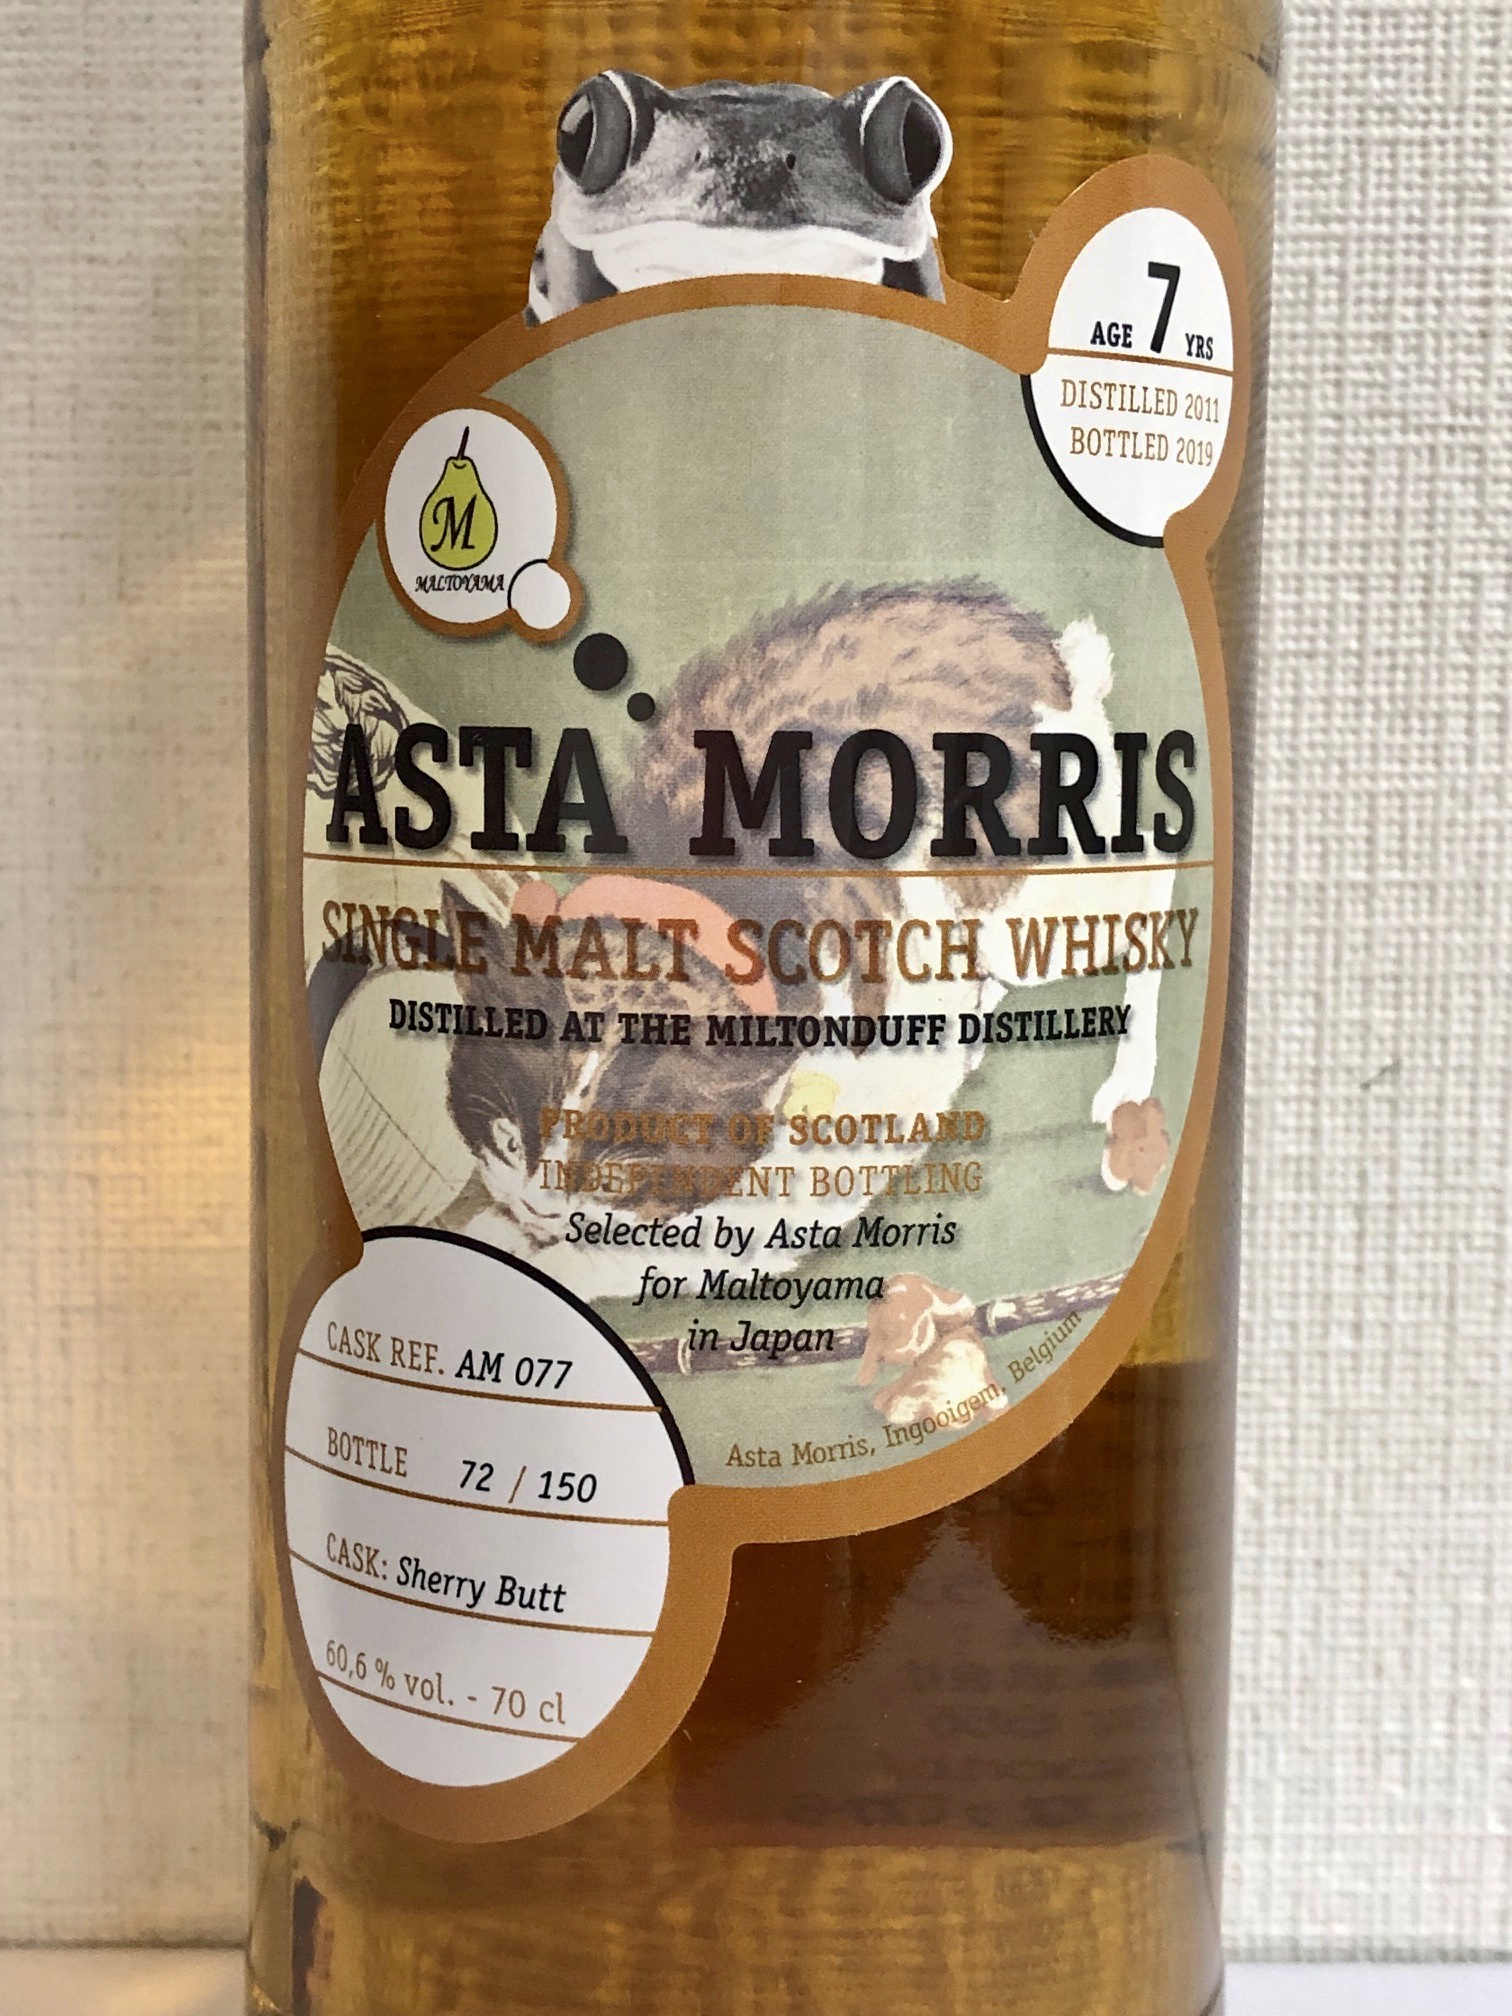 AGE 7 YRS
DISTILLED 2011
BOTTLED 2019
M
MALTOYAMA
ASTA MORRIS
SINGLE MALT SCOTCH WHISKY
DISTILLED AT THE MILTONDUFF DISTILLERY
PRODUCT OF SCOTLAND
INDEPENDENT BOTTLING
Selected by Asta Morris
for Maltoyama
in Japan
Asta Morris, Ingooigem, Belgium
CASK REF. AM 077
BOTTLE 72 / 150
CASK: Sherry Butt
60,6 % vol. - 70 cl